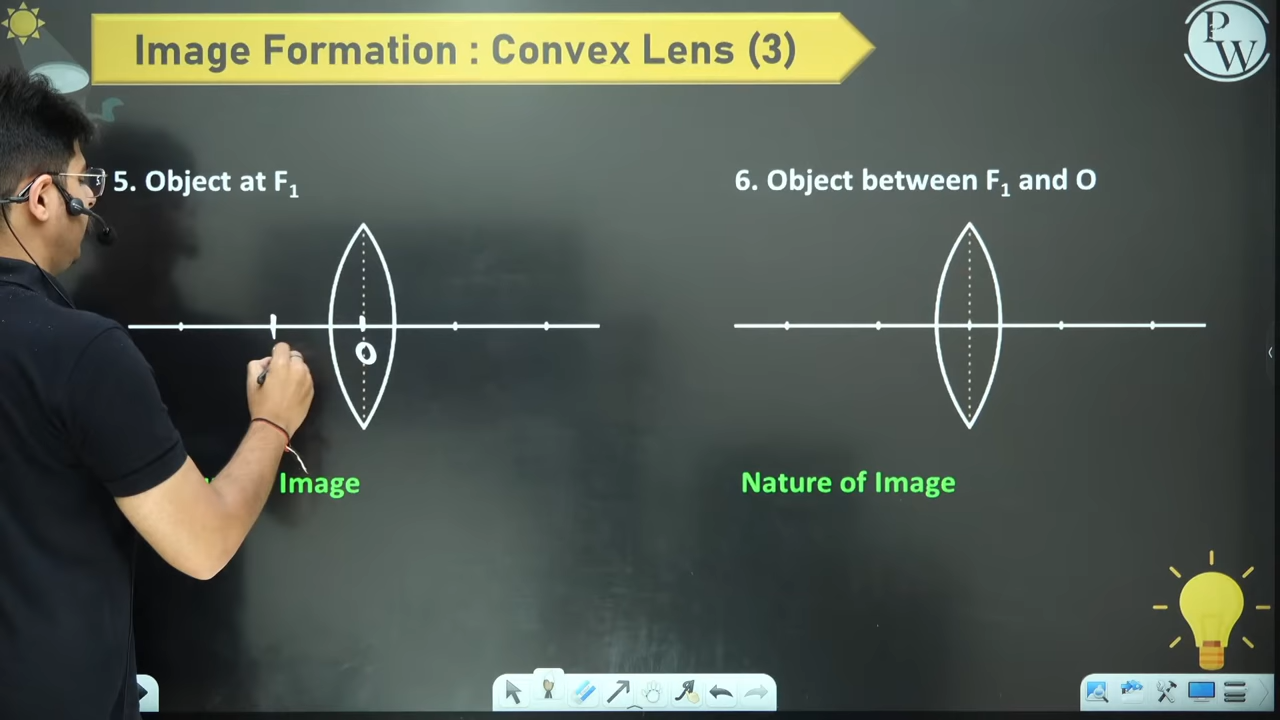 Image Formation : Convex Lens (3)
PW
5. Object at F1
6. Object between F1 and O
O
Image
Nature of Image